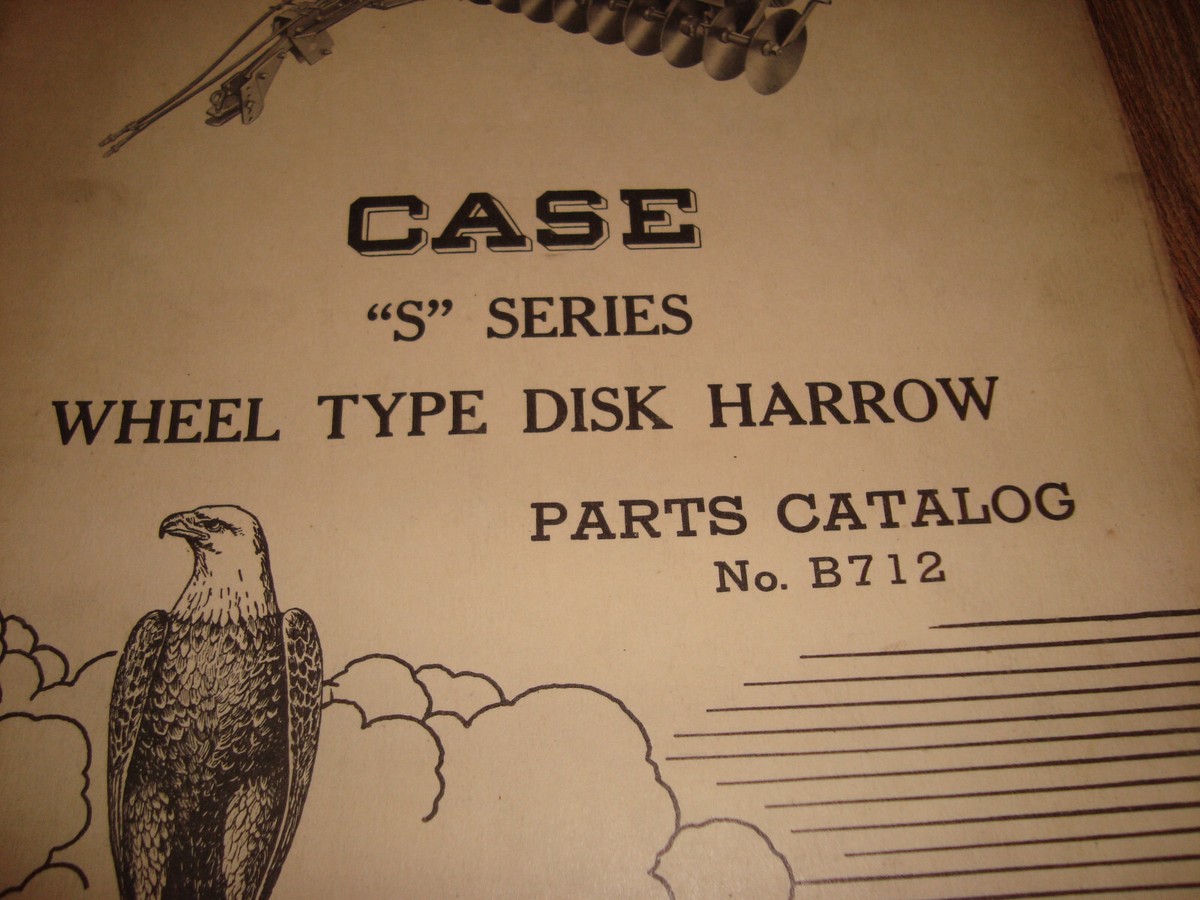 CASE
“S” SERIES
WHEEL TYPE DISK HARROW
PARTS CATALOG
No. B712